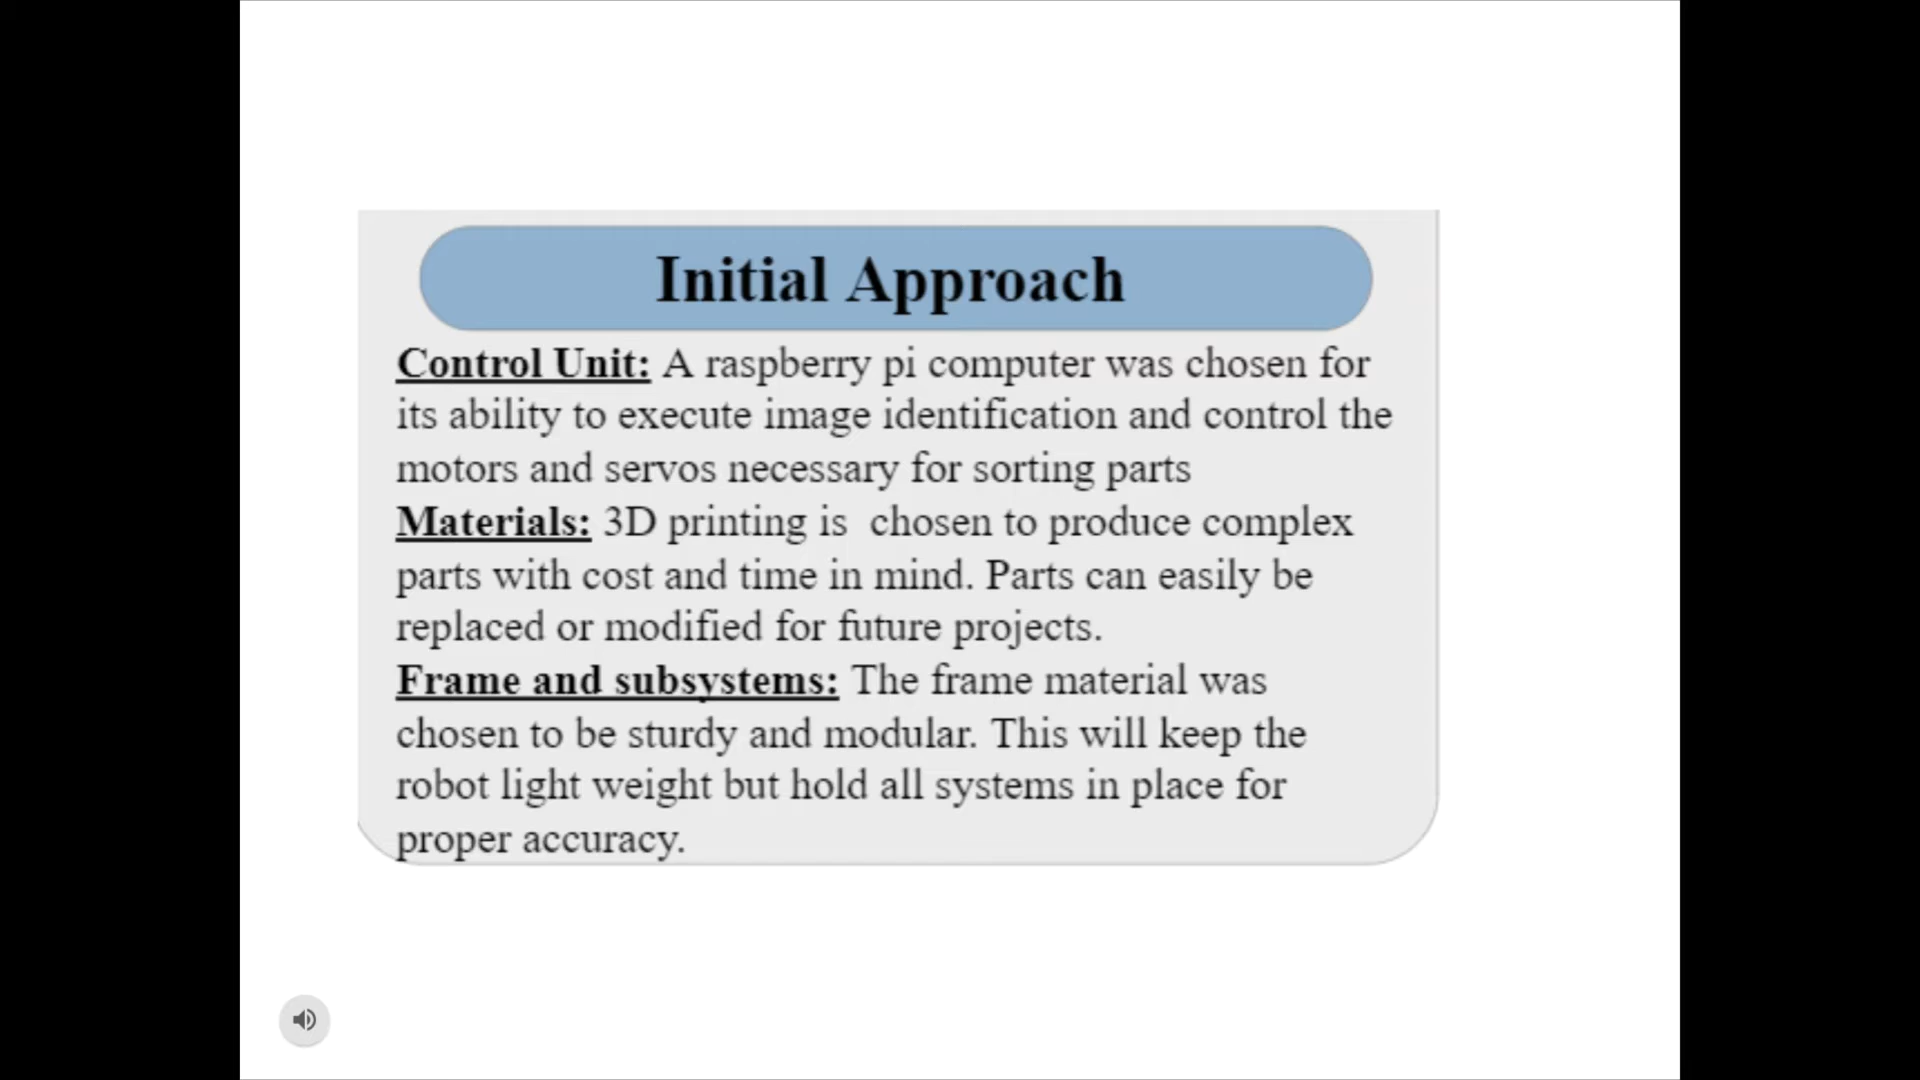 Initial Approach
Control Unit: A raspberry pi computer was chosen for
its ability to execute image identification and control the
motors and servos necessary for sorting parts
Materials: 3D printing is  chosen to produce complex
parts with cost and time in mind. Parts can easily be
replaced or modified for future projects.
Frame and subsystems: The frame material was
chosen to be sturdy and modular. This will keep the
robot light weight but hold all systems in place for
proper accuracy.